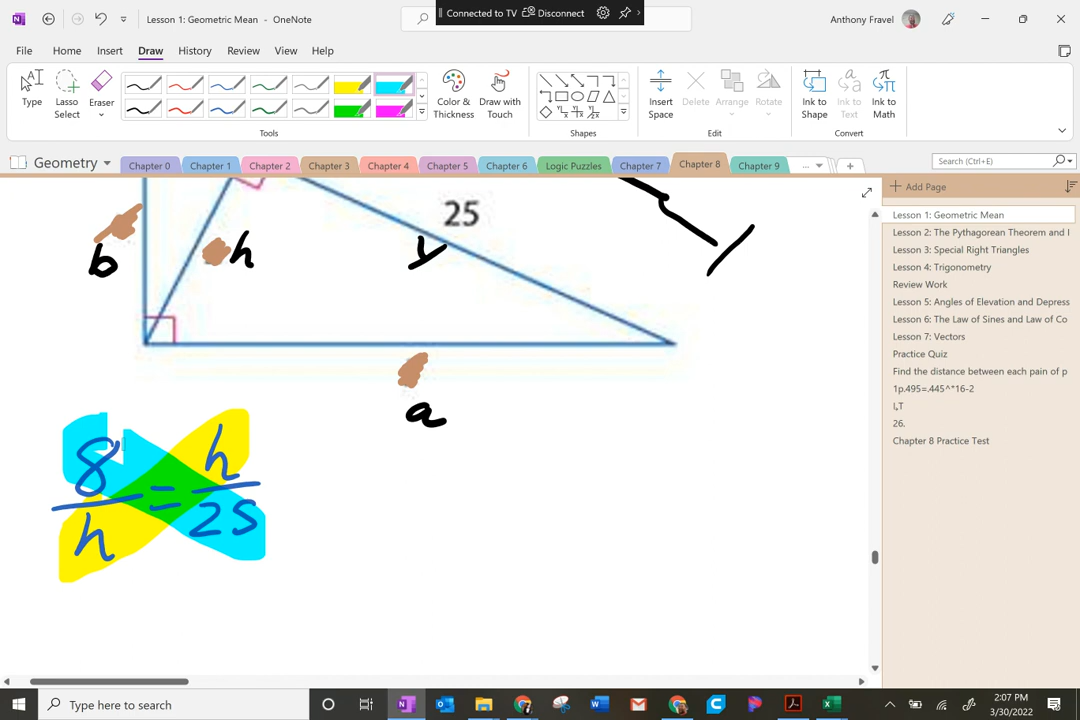 Lesson 1: Geometric Mean - OneNote
Connected to TV Disconnect
Anthony Fravel
File Home Insert Draw History Review View Help
Type
Lasso Select
Eraser
Color & Thickness
Draw with Touch
Insert Space
Delete
Arrange
Rotate
Ink to Shape
Ink to Text
Ink to Math
Tools
Shapes
Edit
Convert
Geometry
Chapter 0
Chapter 1
Chapter 2
Chapter 3
Chapter 4
Chapter 5
Chapter 6
Logic Puzzles
Chapter 7
Chapter 8
Chapter 9
...
Search (Ctrl+E)
Add Page
Lesson 1: Geometric Mean
Lesson 2: The Pythagorean Theorem and I
Lesson 3: Special Right Triangles
Lesson 4: Trigonometry
Review Work
Lesson 5: Angles of Elevation and Depress
Lesson 6: The Law of Sines and Law of Co
Lesson 7: Vectors
Practice Quiz
Find the distance between each pair of p
1p.495=.445^*16-2
I,T
26.
Chapter 8 Practice Test
25
y
b
h
a
8/h = h/25
Type here to search
2:07 PM
3/30/2022